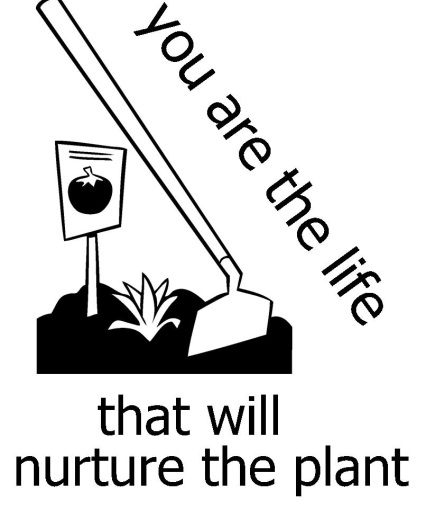 you are the life
that will
nurture the plant